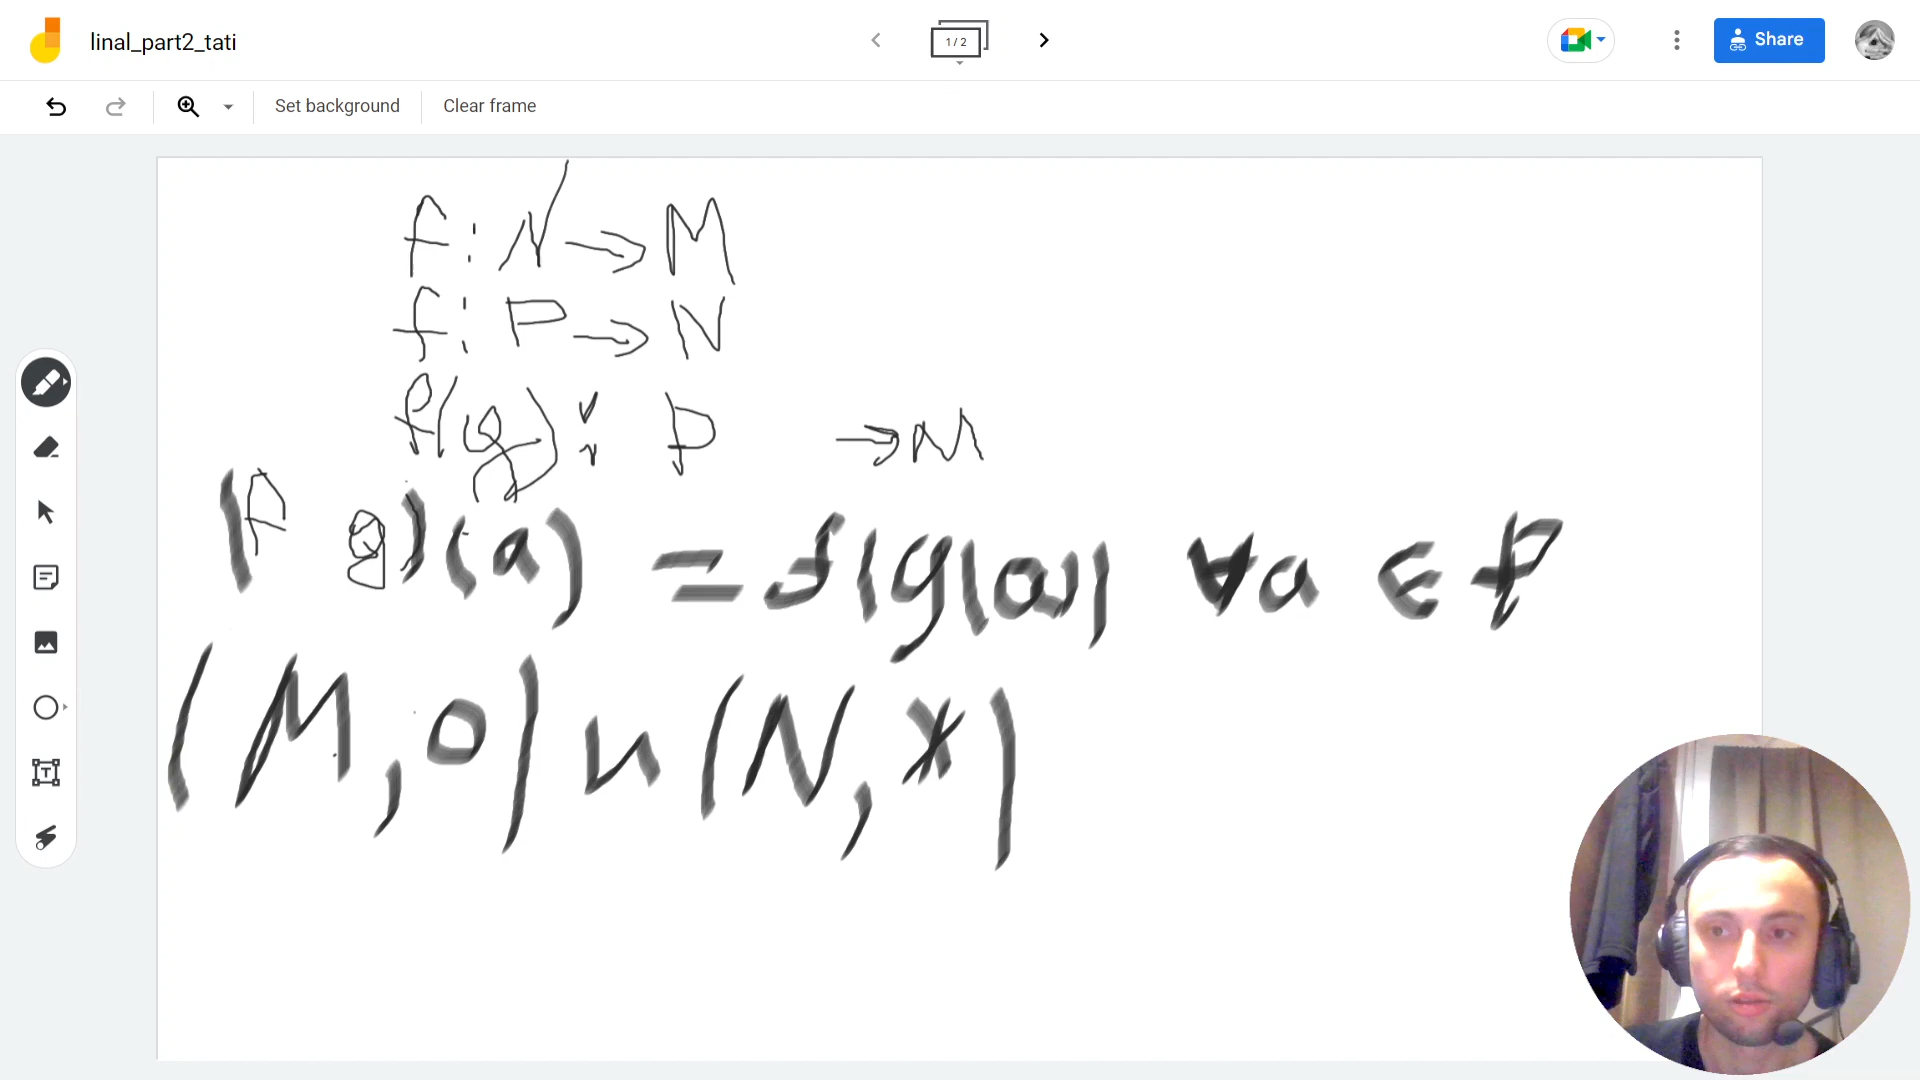 linal_part2_tati
1 / 2
Share
Set background
Clear frame
f : N → M
f : P → N
f(g) : P → M
(f g)(a) = f(g(a)) ∀a ∈ P
(M, o) и (N, *)